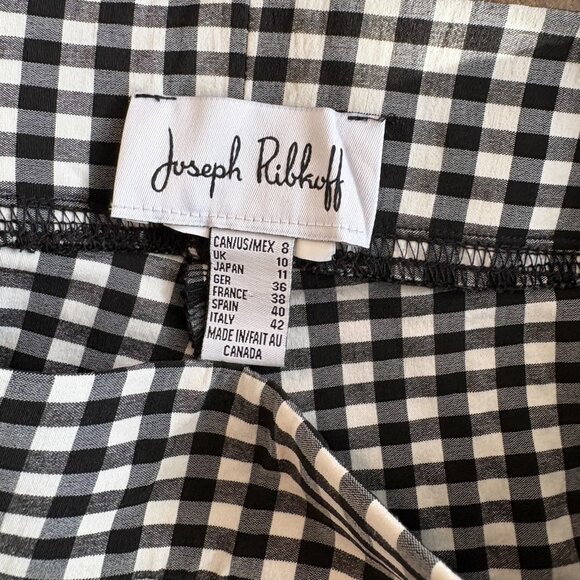 Joseph Ribkoff
CAN/US/MEX 8
UK 10
JAPAN 11
GER 36
FRANCE 38
SPAIN 40
ITALY 42
MADE IN/FAIT AU
CANADA